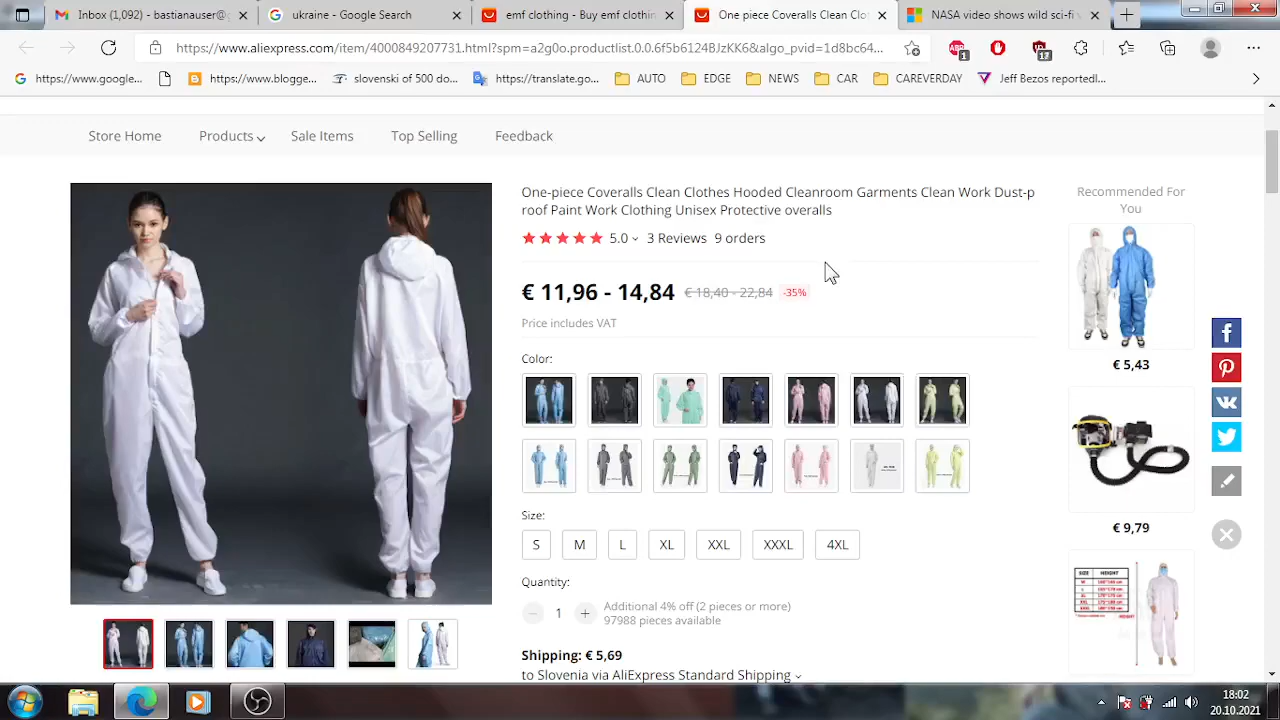 Inbox (1,092) - bastianauser@g
ukraine - Google Search
emf clothing - Buy emf clothin
One piece Coveralls Clean Clo
NASA video shows wild sci-fi v
https://www.aliexpress.com/item/4000849207731.html?spm=a2g0o.productlist.0.0.6f5b6124BJzKK6&algo_pvid=1d8bc64...
ABP 1
17
https://www.google...
https://www.blogge...
slovenski of 500 do...
https://translate.go...
AUTO
EDGE
NEWS
CAR
CAREVERDAY
Jeff Bezos reportedl...
Store Home
Products
Sale Items
Top Selling
Feedback
One-piece Coveralls Clean Clothes Hooded Cleanroom Garments Clean Work Dust-p
roof Paint Work Clothing Unisex Protective overalls
5.0
3 Reviews
9 orders
€ 11,96 - 14,84
€ 18,40 - 22,84
-35%
Price includes VAT
Color:
Size:
S
M
L
XL
XXL
XXXL
4XL
Quantity:
1
Additional 4% off (2 pieces or more)
97988 pieces available
Shipping: € 5,69
to Slovenia via AliExpress Standard Shipping
Recommended For
You
€ 5,43
€ 9,79
SIZE HEIGHT
18:02
20.10.2021